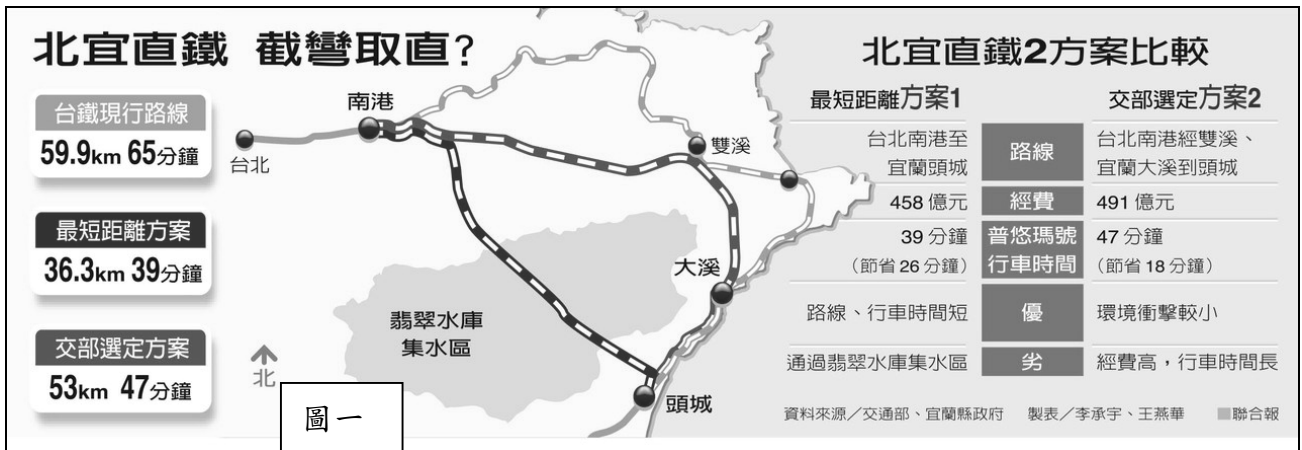 北宜直鐵 截彎取直?
台鐵現行路線
59.9km 65分鐘
最短距離方案
36.3km 39分鐘
交部選定方案
53km 47分鐘
台北
南港
雙溪
大溪
頭城
翡翠水庫
集水區
北
圖一
北宜直鐵2方案比較
最短距離方案1 交部選定方案2
台北南港至
宜蘭頭城
路線
台北南港經雙溪、
宜蘭大溪到頭城
458 億元 經費 491 億元
39 分鐘 普悠瑪號 47 分鐘
(節省 26 分鐘) 行車時間 (節省 18 分鐘)
路線、行車時間短 優 環境衝擊較小
通過翡翠水庫集水區 劣 經費高,行車時間長
資料來源/交通部、宜蘭縣政府 製表/李承宇、王燕華 ■聯合報